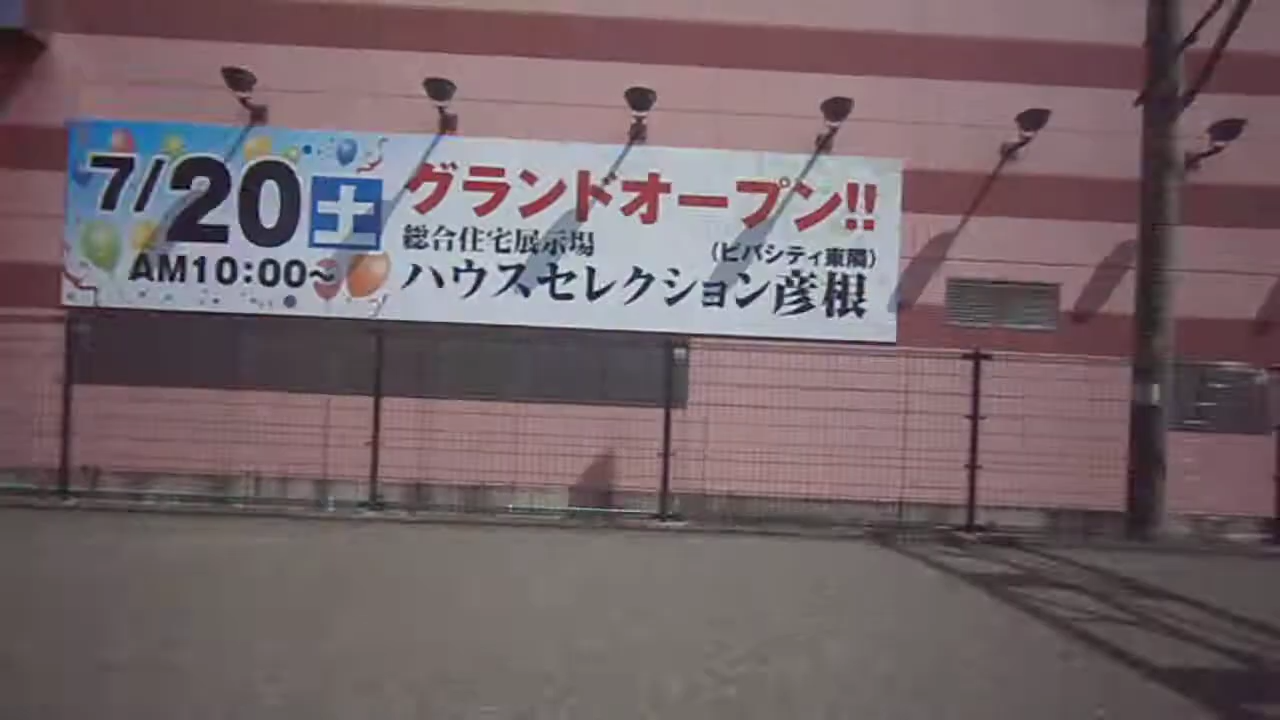 7/20土
AM10:00~
グランドオープン!!
総合住宅展示場
(ビバシティ東隣)
ハウスセレクション彦根